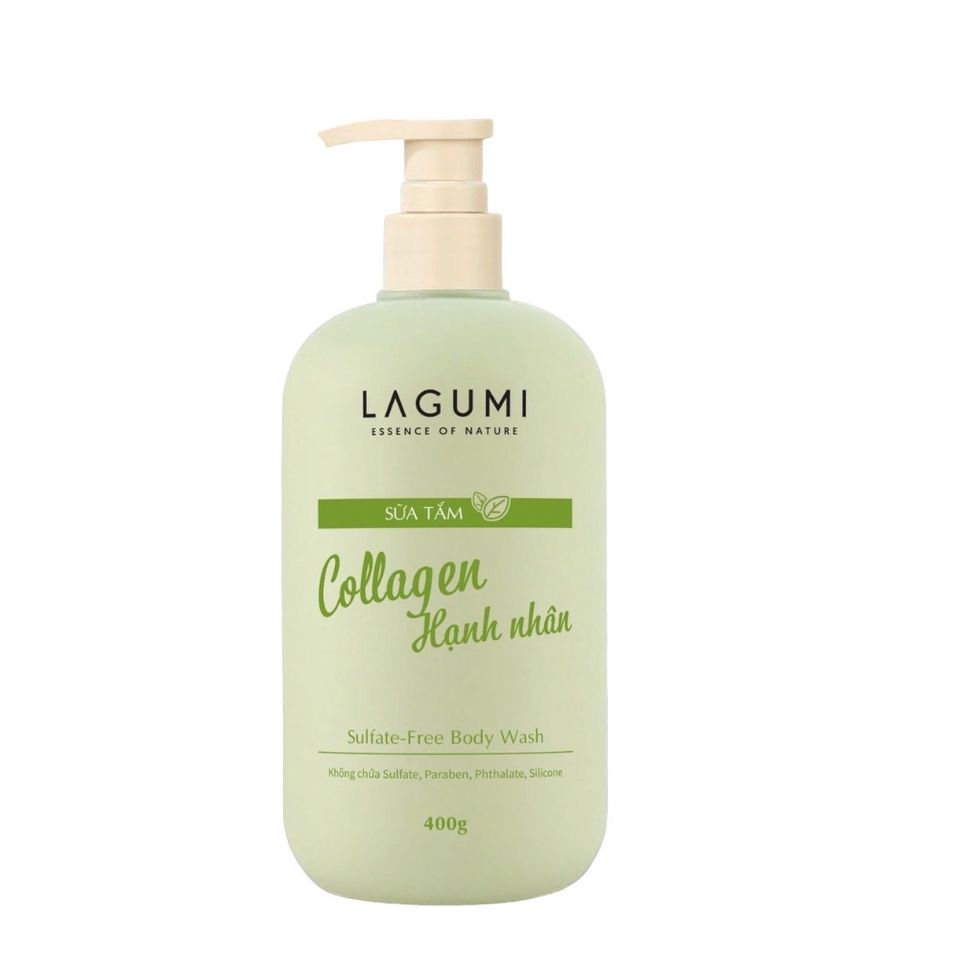 LAGUMI
ESSENCE OF NATURE
SỮA TẮM
Collagen
Hạnh nhân
Sulfate-Free Body Wash
Không chứa Sulfate, Paraben, Phthalate, Silicone
400g